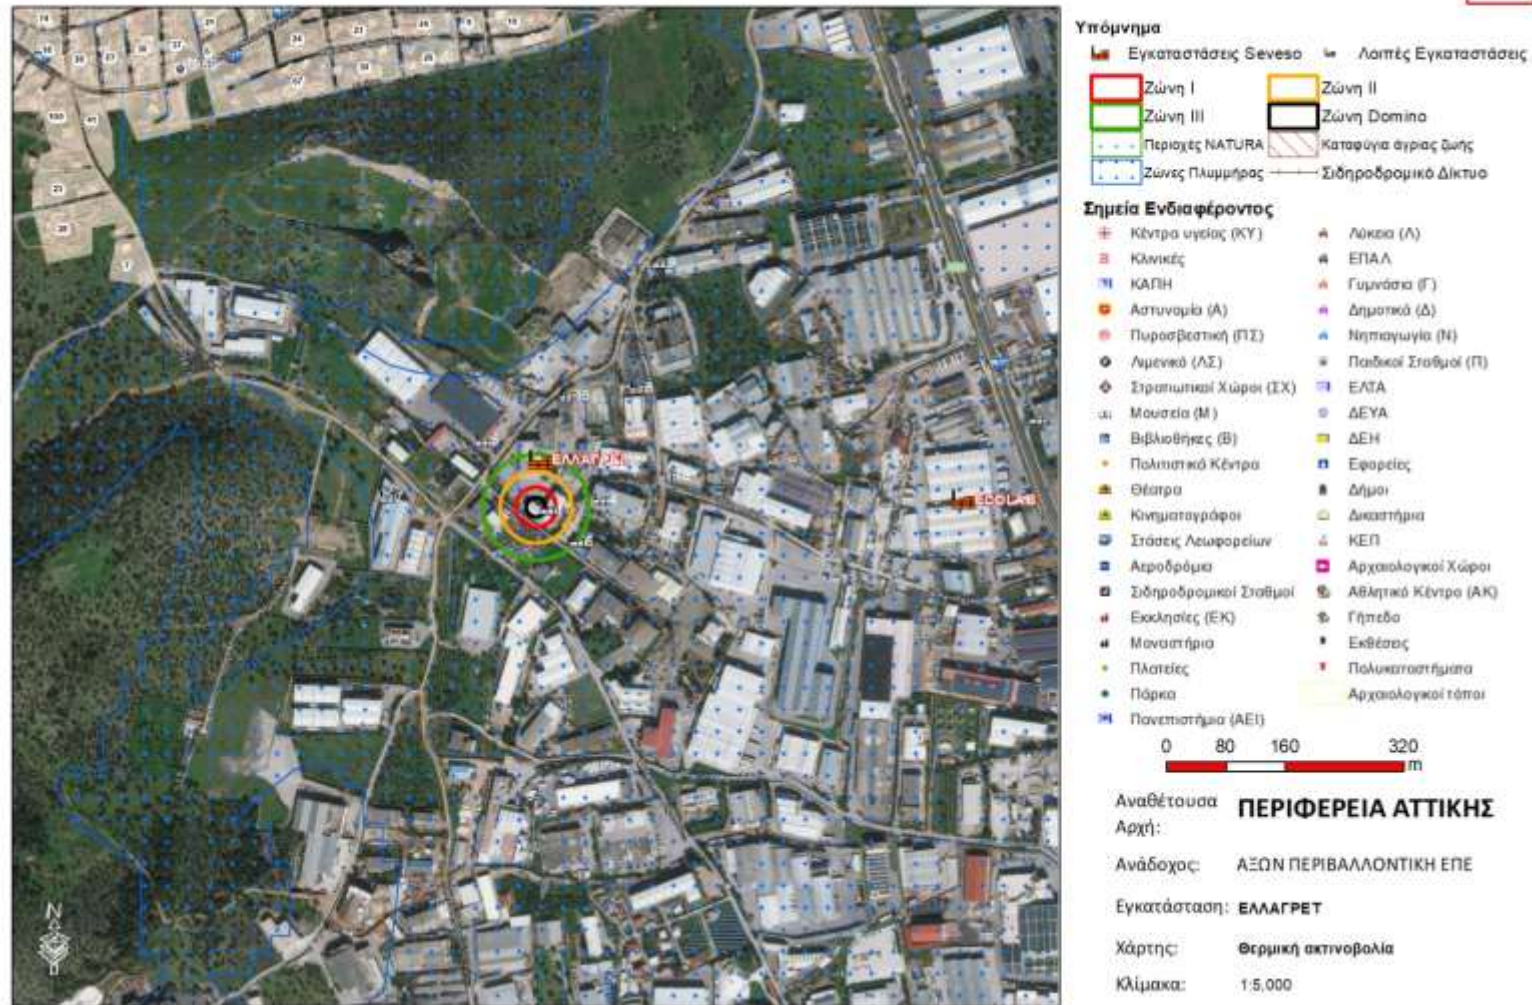 Υπόμνημα
Εγκαταστάσεις Seveso Λοιπές Εγκαταστάσεις
Ζώνη I Ζώνη II
Ζώνη III Ζώνη Domino
Περιοχές NATURA Καταφύγια άγριας ζωής
Ζώνες Πλημμήρας Σιδηροδρομικό Δίκτυο
Σημεία Ενδιαφέροντος
Κέντρα υγείας (ΚΥ) Λύκεια (Λ)
Κλινικές ΕΠΑΛ
ΚΑΠΗ Γυμνάσια (Γ)
Αστυνομία (Α) Δημοτικά (Δ)
Πυροσβεστική (ΠΣ) Νηπιαγωγία (Ν)
Λιμενικό (ΛΣ) Παιδικοί Σταθμοί (Π)
Στρατιωτικοί Χώροι (ΣΧ) ΕΛΤΑ
Μουσεία (Μ) ΔΕΥΑ
Βιβλιοθήκες (Β) ΔΕΗ
Πολιτιστικά Κέντρα Εφορείες
Θέατρα Δήμοι
Κινηματογράφοι Δικαστήρια
Στάσεις Λεωφορείων ΚΕΠ
Αεροδρόμια Αρχαιολογικοί Χώροι
Σιδηροδρομικοί Σταθμοί Αθλητικό Κέντρο (ΑΚ)
Εκκλησίες (ΕΚ) Γήπεδο
Μοναστήρια Εκθέσεις
Πλατείες Πολυκαταστήματα
Πάρκα Αρχαιολογικοί τόποι
Πανεπιστήμια (ΑΕΙ)
0 80 160 320
m
Αναθέτουσα Αρχή: ΠΕΡΙΦΕΡΕΙΑ ΑΤΤΙΚΗΣ
Ανάδοχος: ΑΞΩΝ ΠΕΡΙΒΑΛΛΟΝΤΙΚΗ ΕΠΕ
Εγκατάσταση: ΕΛΛΑΓΡΕΤ
Χάρτης: Θερμική ακτινοβολία
Κλίμακα: 1:5,000
ECOLAB
N